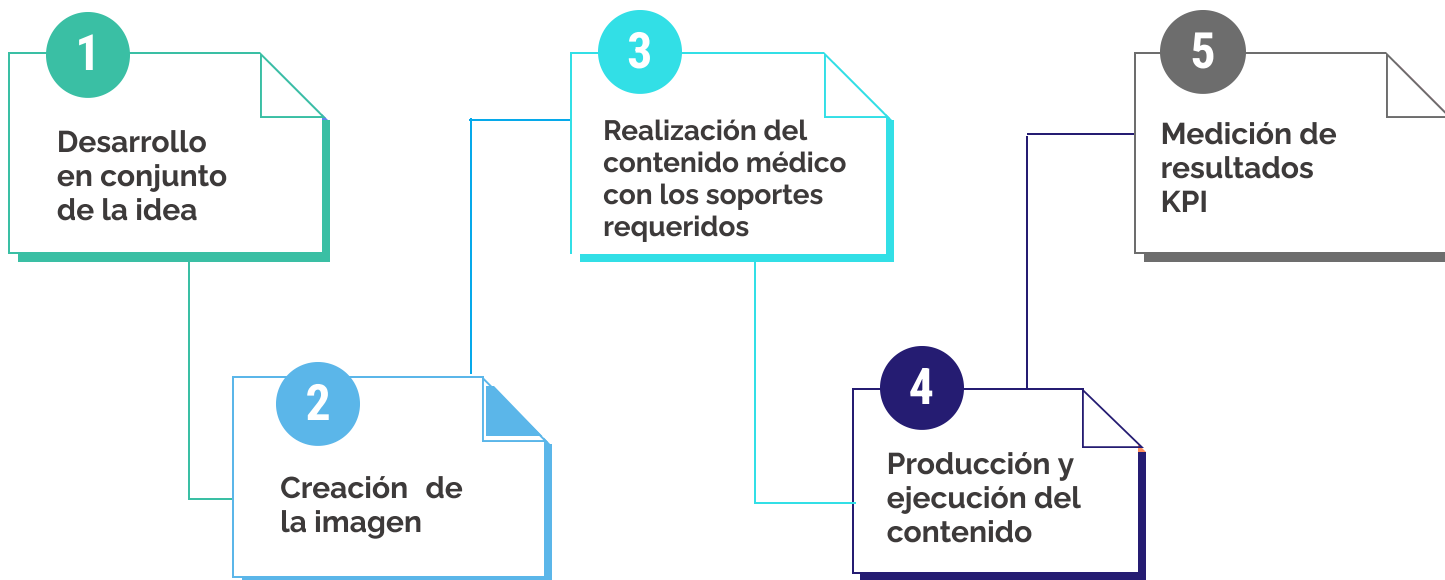 1
Desarrollo
en conjunto
de la idea
2
Creación de
la imagen
3
Realización del
contenido médico
con los soportes
requeridos
4
Producción y
ejecución del
contenido
5
Medición de
resultados
KPI